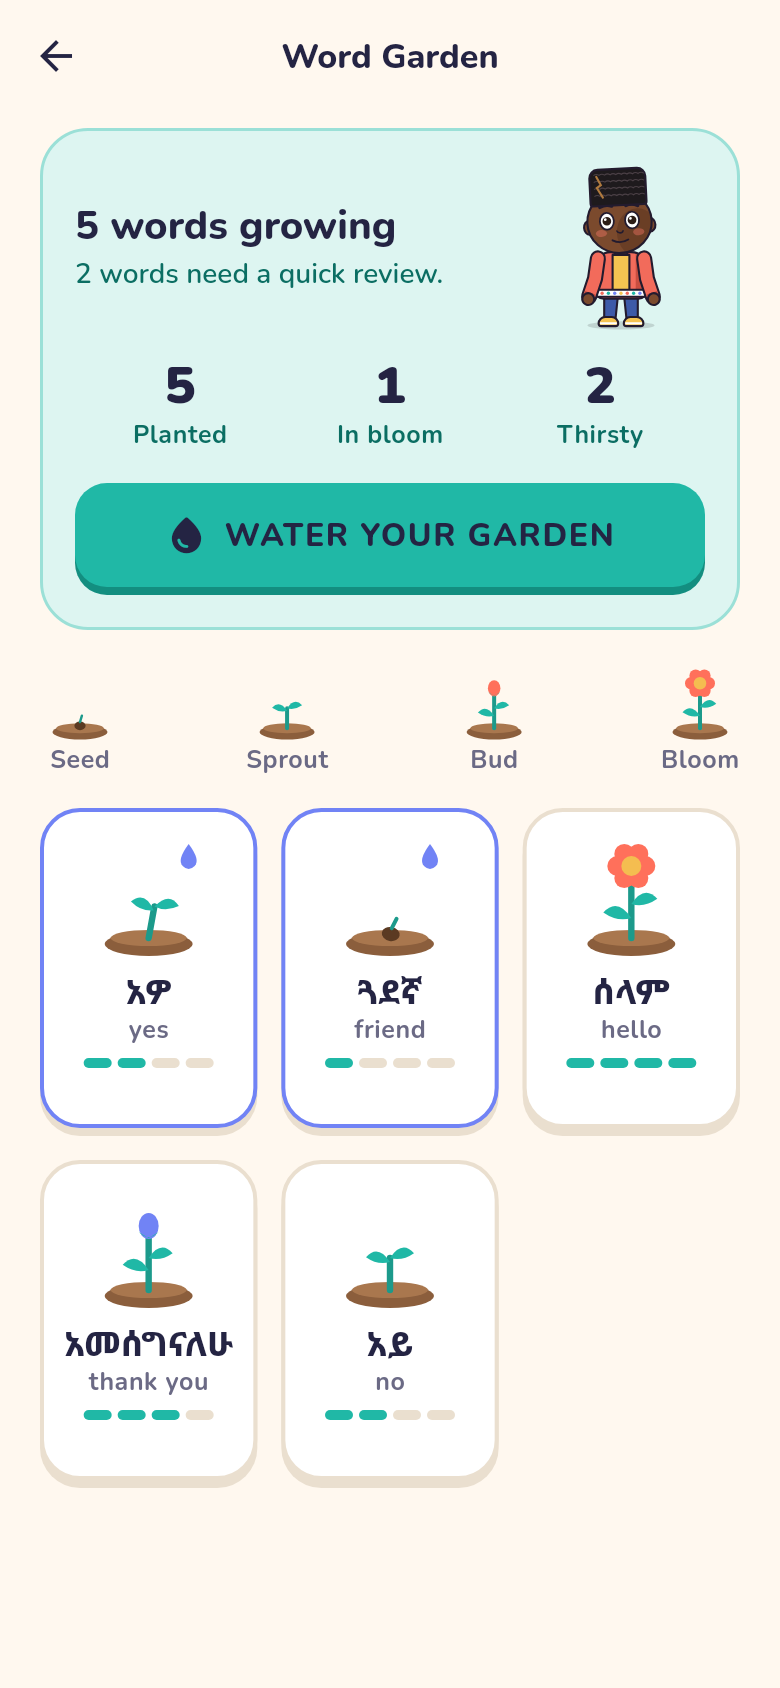 Word Garden
5 words growing
2 words need a quick review.
5
Planted
1
In bloom
2
Thirsty
WATER YOUR GARDEN
Seed
Sprout
Bud
Bloom
አዎ
yes
ጓደኛ
friend
ሰላም
hello
አመሰግናለሁ
thank you
አይ
no